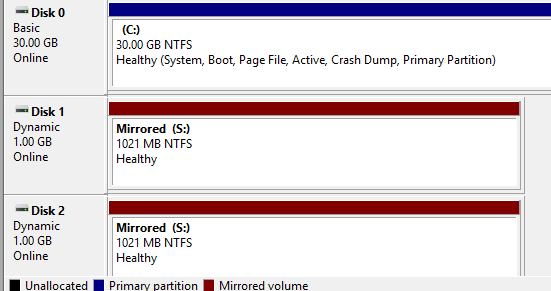 Disk 0
Basic
30.00 GB
Online
(C:)
30.00 GB NTFS
Healthy (System, Boot, Page File, Active, Crash Dump, Primary Partition)
Disk 1
Dynamic
1.00 GB
Online
Mirrored (S:)
1021 MB NTFS
Healthy
Disk 2
Dynamic
1.00 GB
Online
Mirrored (S:)
1021 MB NTFS
Healthy
Unallocated Primary partition Mirrored volume